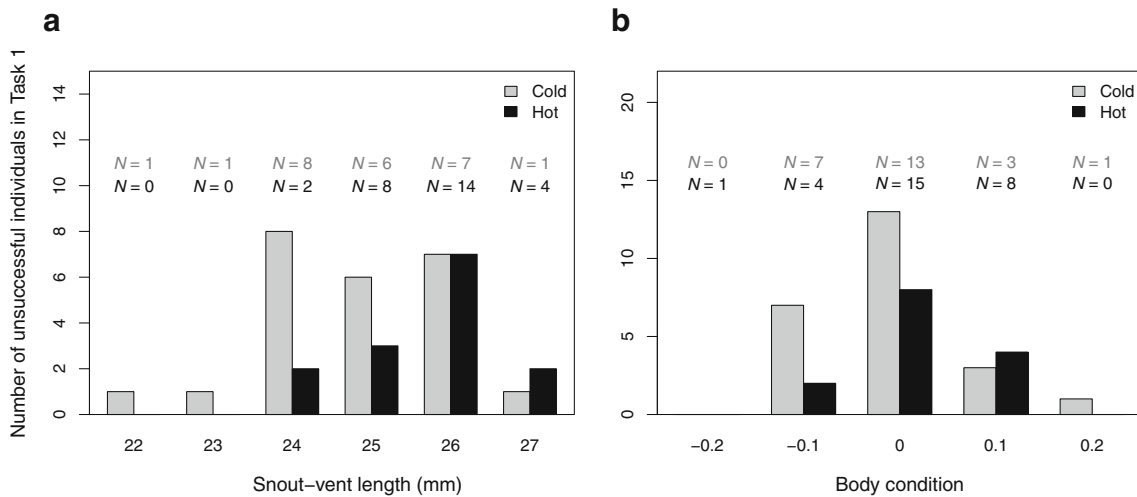 a
Number of unsuccessful individuals in Task 1
14
12
10
8
6
4
2
0
Cold
Hot
N = 1 N = 1 N = 8 N = 6 N = 7 N = 1
N = 0 N = 0 N = 2 N = 8 N = 14 N = 4
22 23 24 25 26 27
Snout−vent length (mm)
b
20
15
10
5
0
Cold
Hot
N = 0 N = 7 N = 13 N = 3 N = 1
N = 1 N = 4 N = 15 N = 8 N = 0
−0.2 −0.1 0 0.1 0.2
Body condition